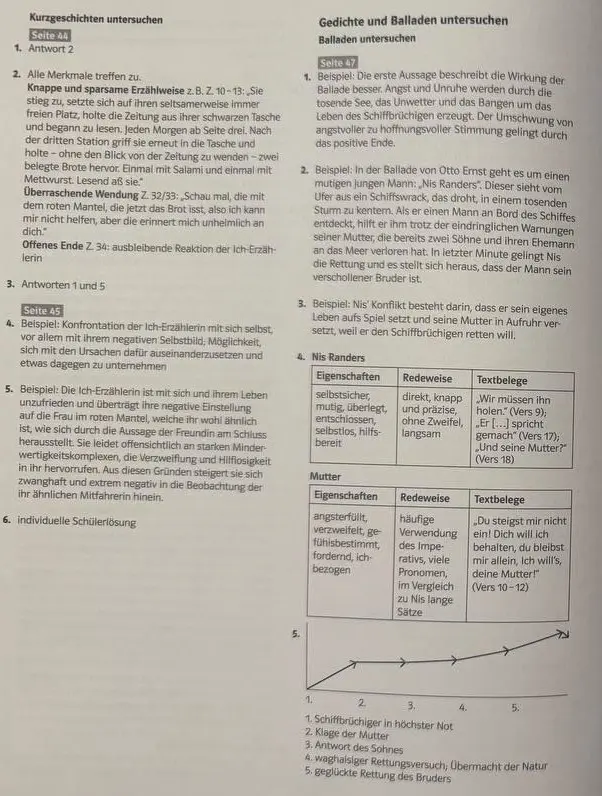 Kurzgeschichten untersuchen
Seite 44
1. Antwort 2
2. Alle Merkmale treffen zu.
Knappe und sparsame Erzählweise z. B. Z. 10–13: „Sie
stieg zu, setzte sich auf ihren seltsamerweise immer
freien Platz, holte die Zeitung aus ihrer schwarzen Tasche
und begann zu lesen. Jeden Morgen ab Seite drei. Nach
der dritten Station griff sie erneut in die Tasche und
holte – ohne den Blick von der Zeitung zu wenden – zwei
belegte Brote hervor. Einmal mit Salami und einmal mit
Mettwurst. Lesend aß sie.“
Überraschende Wendung Z. 32/33: „Schau mal, die mit
dem roten Mantel, die jetzt das Brot isst, also ich kann
mir nicht helfen, aber die erinnert mich unheimlich an
dich.“
Offenes Ende Z. 34: ausbleibende Reaktion der Ich-Erzäh-
lerin
3. Antworten 1 und 5
Seite 45
4. Beispiel: Konfrontation der Ich-Erzählerin mit sich selbst,
vor allem mit ihrem negativen Selbstbild, Möglichkeit,
sich mit den Ursachen dafür auseinanderzusetzen und
etwas dagegen zu unternehmen
5. Beispiel: Die Ich-Erzählerin ist mit sich und ihrem Leben
unzufrieden und überträgt ihre negative Einstellung
auf die Frau im roten Mantel, welche ihr wohl ähnlich
ist, wie sich durch die Aussage der Freundin am Schluss
herausstellt. Sie leidet offensichtlich an starken Minder-
wertigkeitskomplexen, die Verzweiflung und Hilflosigkeit
in ihr hervorrufen. Aus diesen Gründen steigert sie sich
zwanghaft und extrem negativ in die Beobachtung der
ihr ähnlichen Mitfahrerin hinein.
6. individuelle Schülerlösung
Gedichte und Balladen untersuchen
Balladen untersuchen
Seite 47
1. Beispiel: Die erste Aussage beschreibt die Wirkung der
Ballade besser. Angst und Unruhe werden durch die
tosende See, das Unwetter und das Bangen um das
Leben des Schiffbrüchigen erzeugt. Der Umschwung von
angstvoller zu hoffnungsvoller Stimmung gelingt durch
das positive Ende.
2. Beispiel: In der Ballade von Otto Ernst geht es um einen
mutigen jungen Mann: „Nis Randers“. Dieser sieht vom
Ufer aus ein Schiffswrack, das droht, in einem tosenden
Sturm zu kentern. Als er einen Mann an Bord des Schiffes
entdeckt, hilft er ihm trotz der eindringlichen Warnungen
seiner Mutter, die bereits zwei Söhne und ihren Ehemann
an das Meer verloren hat. In letzter Minute gelingt Nis
die Rettung und es stellt sich heraus, dass der Mann sein
verschollener Bruder ist.
3. Beispiel: Nis’ Konflikt besteht darin, dass er sein eigenes
Leben aufs Spiel setzt und seine Mutter in Aufruhr ver-
setzt, weil er den Schiffbrüchigen retten will.
4. Nis Randers
Eigenschaften Redeweise Textbelege
selbstsicher, direkt, knapp „Wir müssen ihn
mutig, überlegt, und präzise, holen.“ (Vers 9);
entschlossen, ohne Zweifel, „Er […] spricht
selbstlos, hilfs- langsam gemach“ (Vers 17);
bereit „Und seine Mutter?“
(Vers 18)
Mutter
Eigenschaften Redeweise Textbelege
angsterfüllt, häufige „Du steigst mir nicht
verzweifelt, ge- Verwendung ein! Dich will ich
fühlsbestimmt, des Impe- behalten, du bleibst
fordernd, ich- rativs, viele mir allein, Ich will’s,
bezogen Pronomen, deine Mutter!“
im Vergleich (Vers 10–12)
zu Nis lange
Sätze
5.
1. 2. 3. 4. 5.
1. Schiffbrüchiger in höchster Not
2. Klage der Mutter
3. Antwort des Sohnes
4. waghalsiger Rettungsversuch; Übermacht der Natur
5. geglückte Rettung des Bruders